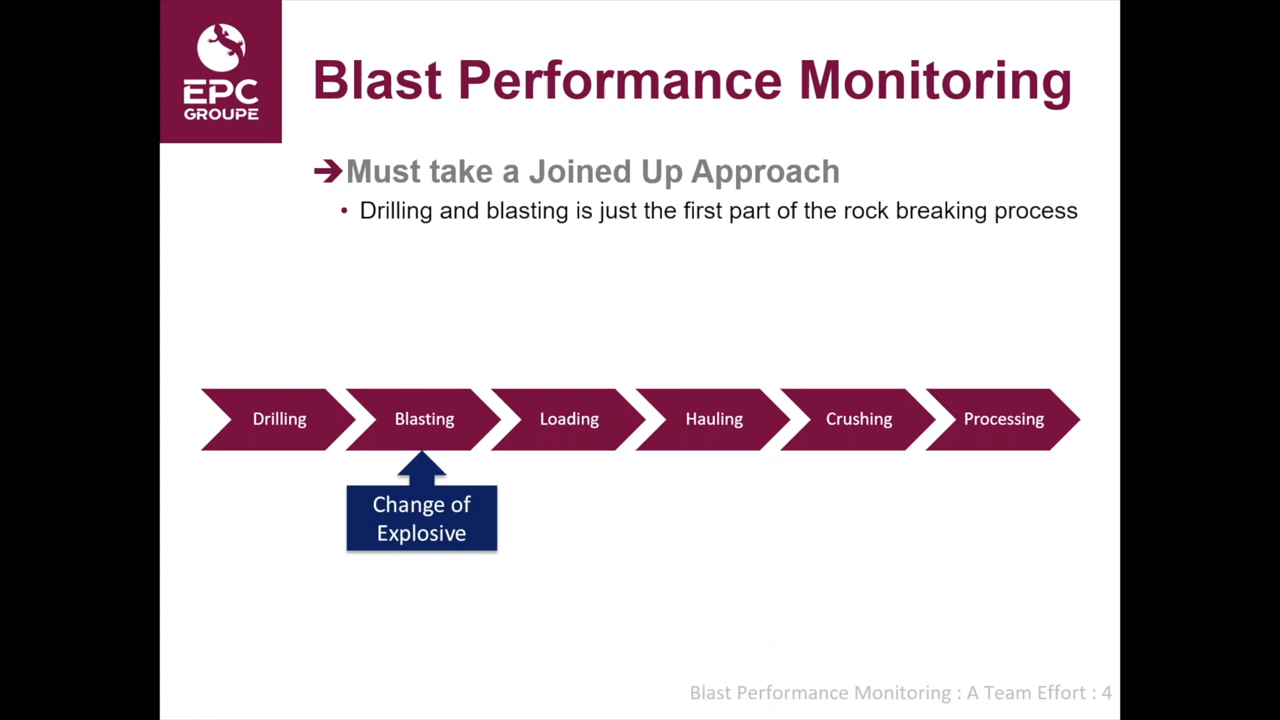 EPC
GROUPE
Blast Performance Monitoring
Must take a Joined Up Approach
• Drilling and blasting is just the first part of the rock breaking process
Drilling
Blasting
Loading
Hauling
Crushing
Processing
Change of
Explosive
Blast Performance Monitoring : A Team Effort : 4